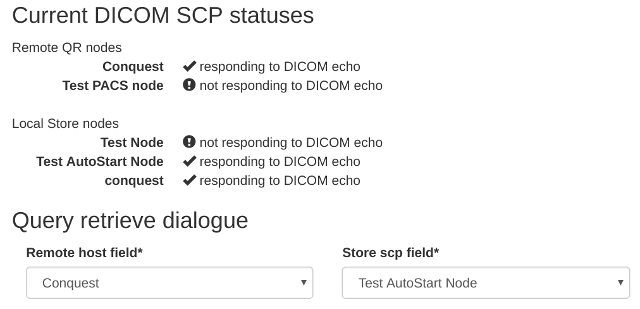 Current DICOM SCP statuses
Remote QR nodes
Conquest responding to DICOM echo
Test PACS node not responding to DICOM echo
Local Store nodes
Test Node not responding to DICOM echo
Test AutoStart Node responding to DICOM echo
conquest responding to DICOM echo
Query retrieve dialogue
Remote host field* Store scp field*
Conquest Test AutoStart Node